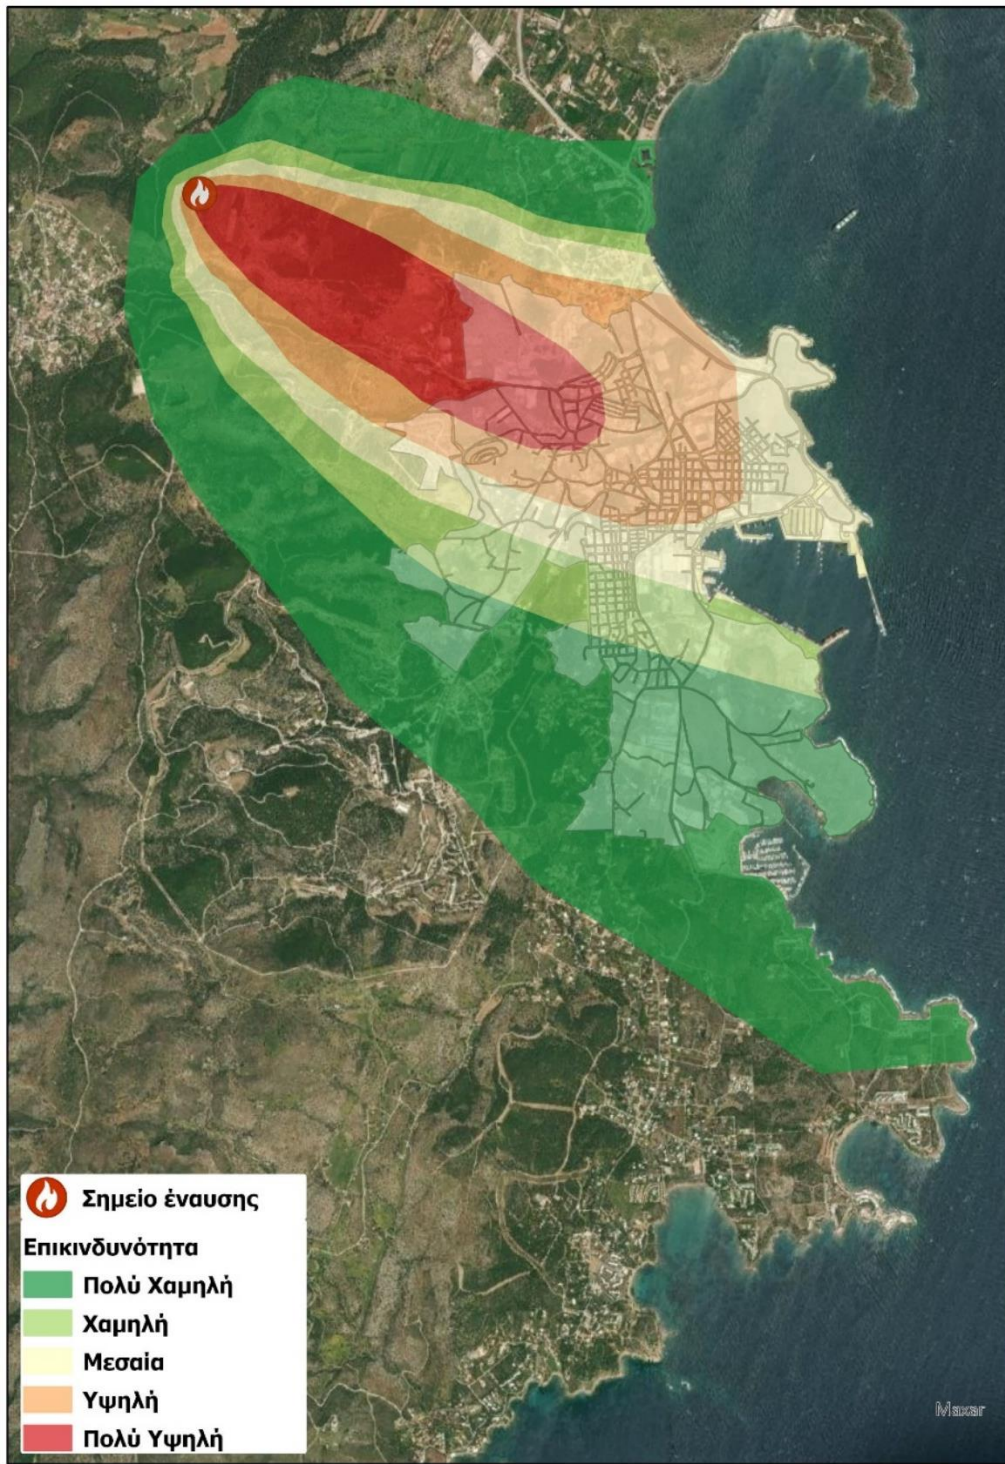 Σημείο έναυσης
Επικινδυνότητα
Πολύ Χαμηλή
Χαμηλή
Μεσαία
Υψηλή
Πολύ Υψηλή
Maxar